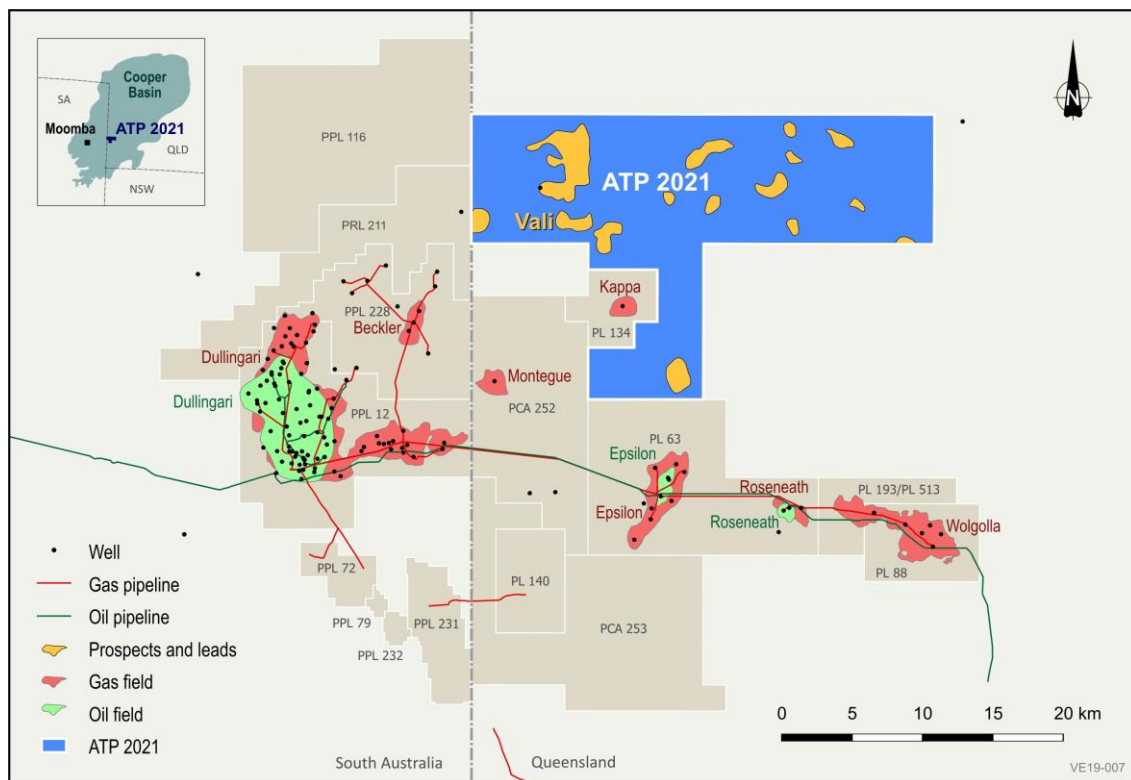 Cooper
Basin
SA
Moomba
ATP 2021
QLD
NSW
N
PPL 116
ATP 2021
PRL 211
Vali
Kappa
PPL 228
Beckler
PL 134
Dullingari
Montegue
Dullingari
PPL 12
PCA 252
PL 63
Epsilon
Roseneath
PL 193/PL 513
Epsilon
Roseneath
Wolgolla
PL 88
PPL 72
PL 140
PPL 79
PPL 231
PCA 253
PPL 232
Well
Gas pipeline
Oil pipeline
Prospects and leads
Gas field
Oil field
ATP 2021
0 5 10 15 20 km
South Australia
Queensland
VE19-007